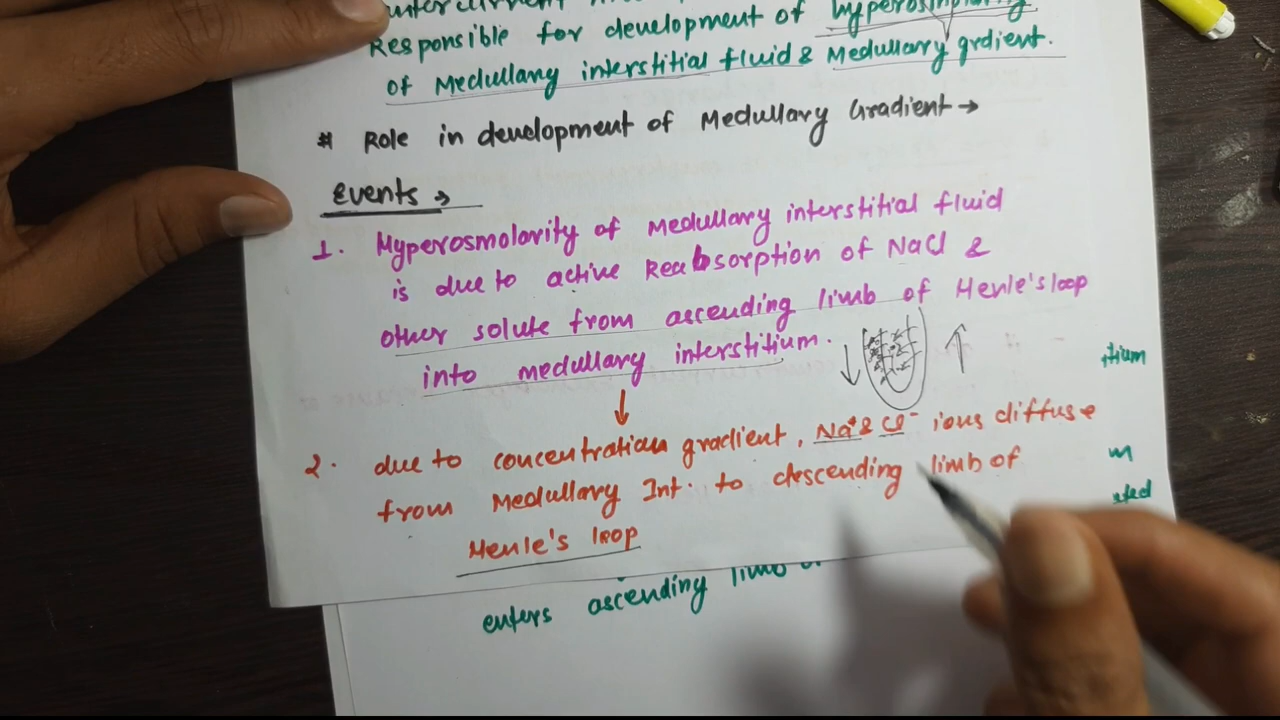 Responsible for development of hyperosmolarity
of Medullary interstitial fluid & Medullary grdient.
# Role in development of Medullary Gradient →
Events →
1. Hyperosmolarity of Medullary interstitial fluid
is due to active Reabsorption of NaCl &
other solute from ascending limb of Henle's loop
into medullary interstitium.
2. due to concentration gradient, Na+ & Cl- ions diffuse
from Medullary Int. to descending limb of
Henle's loop
enters ascending limb